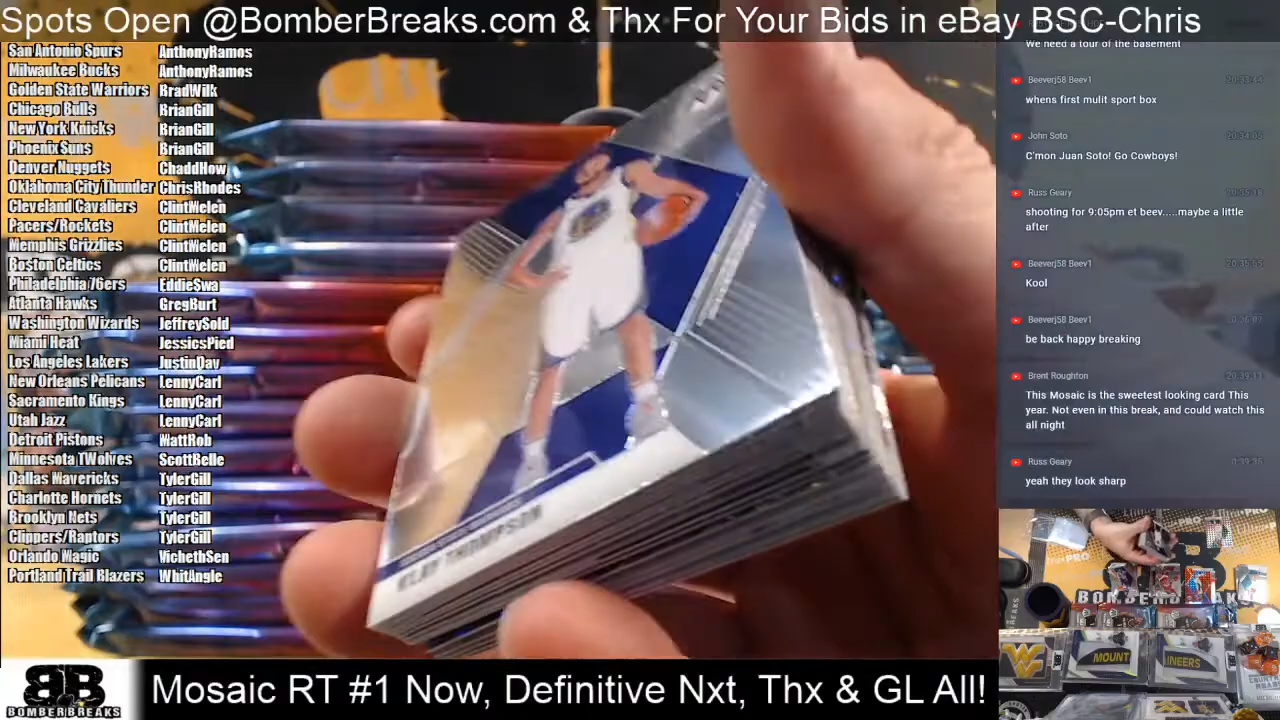 Spots Open @BomberBreaks.com & Thx For Your Bids in eBay BSC-Chris
San Antonio Spurs AnthonyRamos
Milwaukee Bucks AnthonyRamos
Golden State Warriors BradWilk
Chicago Bulls BrianGill
New York Knicks BrianGill
Phoenix Suns BrianGill
Denver Nuggets ChaddHow
Oklahoma City Thunder ChrisRhodes
Cleveland Cavaliers ClintWelen
Pacers/Rockets ClintMelen
Memphis Grizzlies ClintWelen
Boston Celtics ClintWelen
Philadelphia 76ers EddieSwa
Atlanta Hawks GregBurt
Washington Wizards JeffreySold
Miami Heat JessicsPied
Los Angeles Lakers JustinDav
New Orleans Pelicans LennyCarl
Sacramento Kings LennyCarl
Utah Jazz LennyCarl
Detroit Pistons WattRob
Minnesota TWolves ScottBelle
Dallas Mavericks TylerGill
Charlotte Hornets TylerGill
Brooklyn Nets TylerGill
Clippers/Raptors TylerGill
Orlando Magic VichethSen
Portland Trail Blazers WhitAngle
KLAY THOMPSON
We need a tour of the basement
Beeverj58 Beev1
whens first mulit sport box
John Soto
C'mon Juan Soto! Go Cowboys!
Russ Geary
shooting for 9:05pm et beev.....maybe a little
after
Beeverj58 Beev1
Kool
Beeverj58 Beev1
be back happy breaking
Brent Roughton
This Mosaic is the sweetest looking card This
year. Not even in this break, and could watch this
all night
Russ Geary
yeah they look sharp
BOMBERBREAKS
MOUNT
INEERS
BB
BOMBERBREAKS
Mosaic RT #1 Now, Definitive Nxt, Thx & GL All!